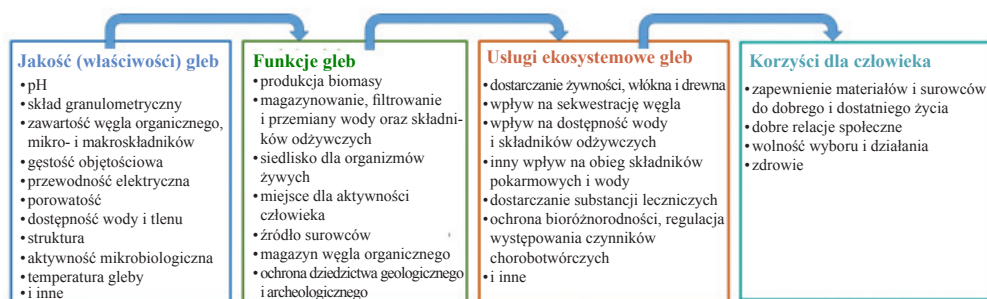 Jakość (właściwości) gleb
•pH
•skład granulometryczny
•zawartość węgla organicznego,
mikro- i makroskładników
•gęstość objętościowa
•przewodność elektryczna
•porowatość
•dostępność wody i tlenu
•struktura
•aktywność mikrobiologiczna
•temperatura gleby
•i inne
Funkcje gleb
•produkcja biomasy
•magazynowanie, filtrowanie
i przemiany wody oraz składni-
ków odżywczych
•siedlisko dla organizmów
żywych
•miejsce dla aktywności
człowieka
•źródło surowców
•magazyn węgla organicznego
•ochrona dziedzictwa geologicznego
i archeologicznego
Usługi ekosystemowe gleb
•dostarczanie żywności, włókna i drewna
•wpływ na sekwestrację węgla
•wpływ na dostępność wody
i składników odżywczych
•inny wpływ na obieg składników
pokarmowych i wody
•dostarczanie substancji leczniczych
•ochrona bioróżnorodności, regulacja
występowania czynników
chorobotwórczych
•i inne
Korzyści dla człowieka
•zapewnienie materiałów i surowców
do dobrego i dostatniego życia
•dobre relacje społeczne
•wolność wyboru i działania
•zdrowie